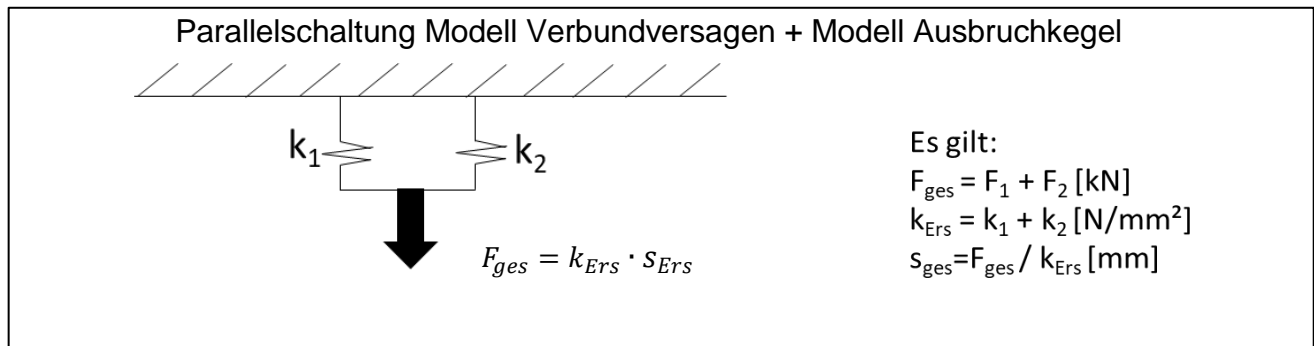 Parallelschaltung Modell Verbundversagen + Modell Ausbruchkegel
k₁
k₂
F_ges = k_Ers · s_Ers
Es gilt:
F_ges = F₁ + F₂ [kN]
k_Ers = k₁ + k₂ [N/mm²]
s_ges=F_ges / k_Ers [mm]